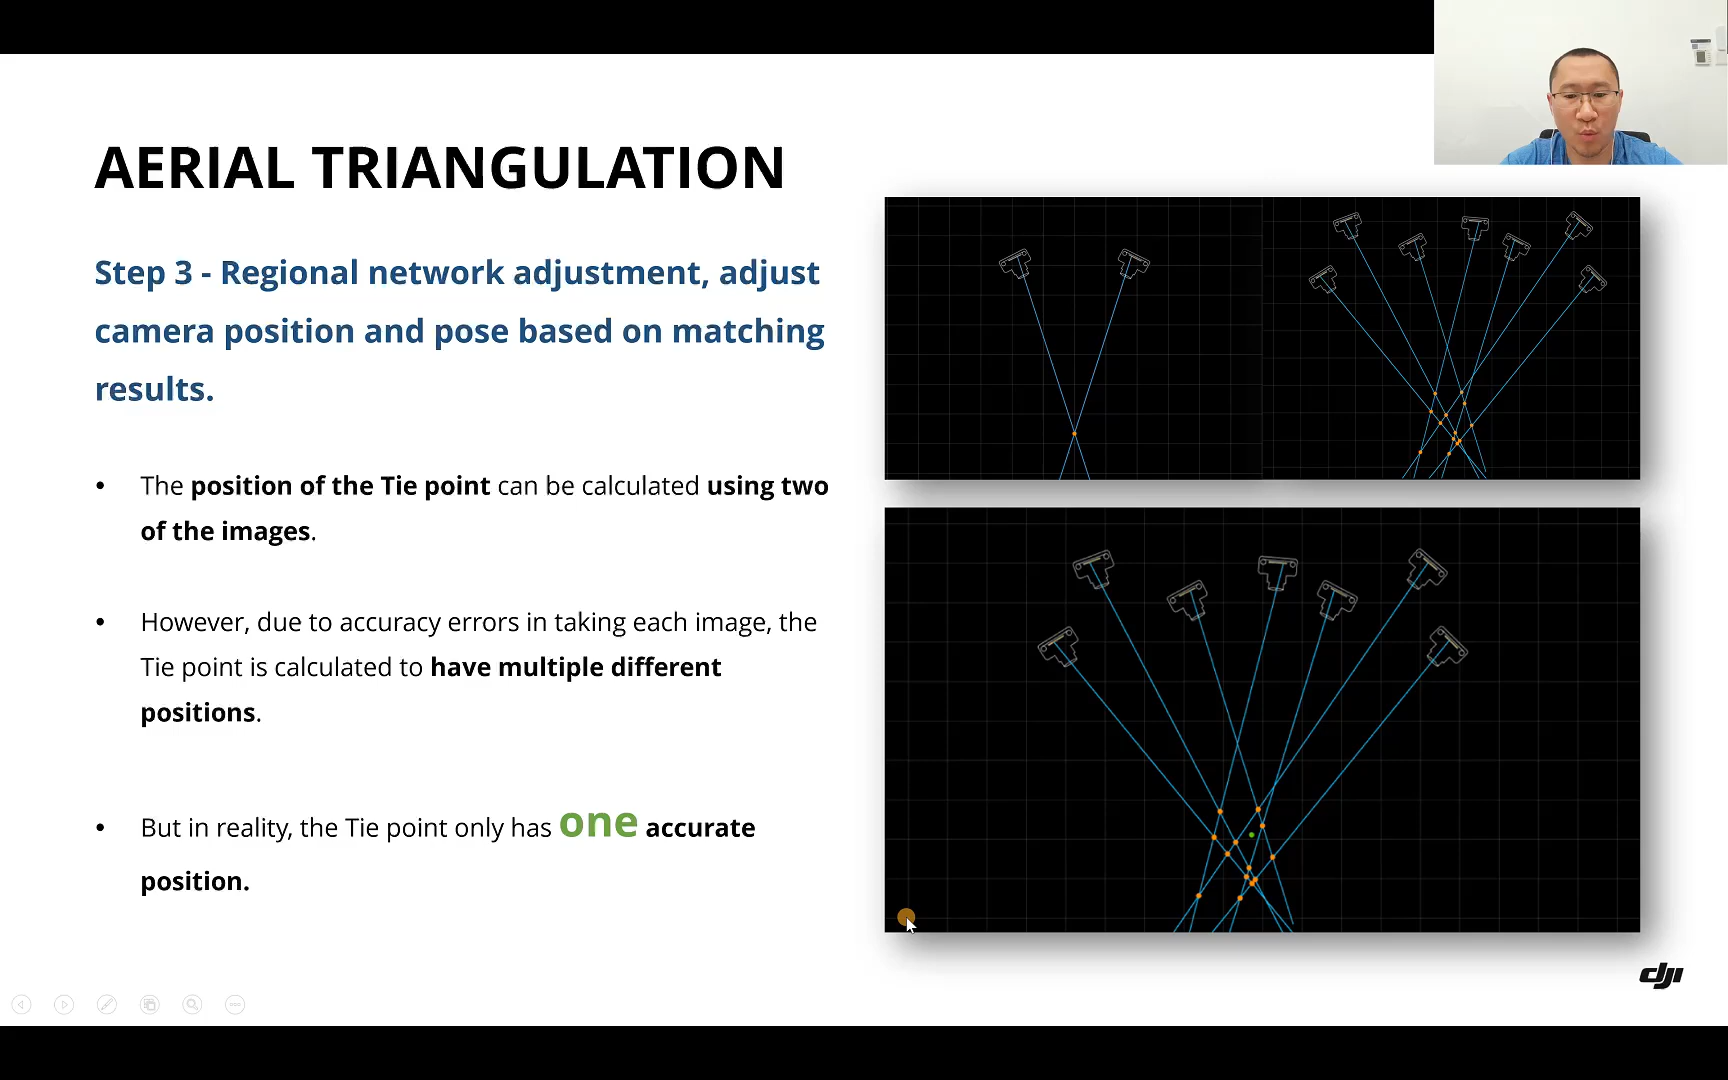 AERIAL TRIANGULATION
Step 3 - Regional network adjustment, adjust
camera position and pose based on matching
results.
• The position of the Tie point can be calculated using two
of the images.
• However, due to accuracy errors in taking each image, the
Tie point is calculated to have multiple different
positions.
• But in reality, the Tie point only has one accurate
position.
dji